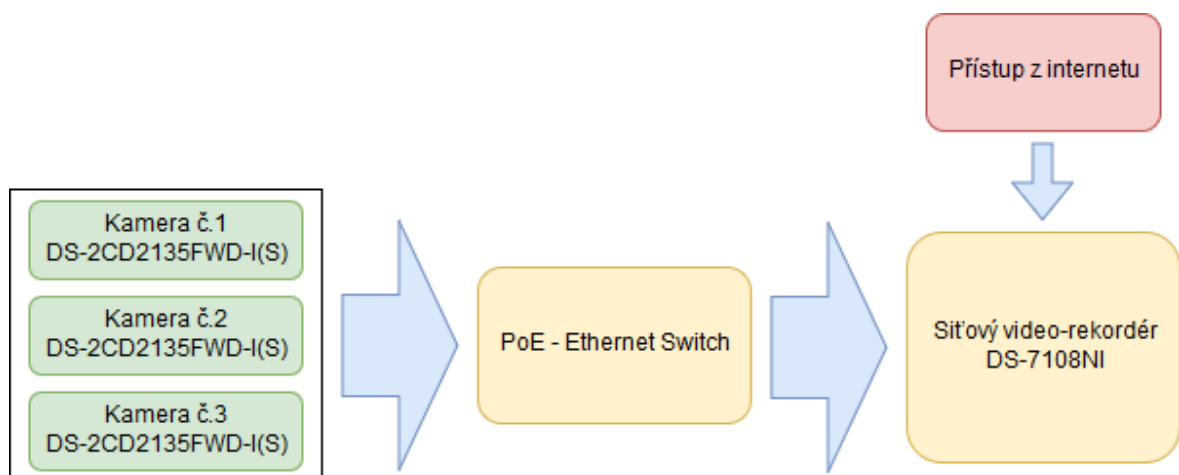 Přístup z internetu
Kamera č.1
DS-2CD2135FWD-I(S)
Kamera č.2
DS-2CD2135FWD-I(S)
Kamera č.3
DS-2CD2135FWD-I(S)
PoE - Ethernet Switch
Síťový video-rekordér
DS-7108NI